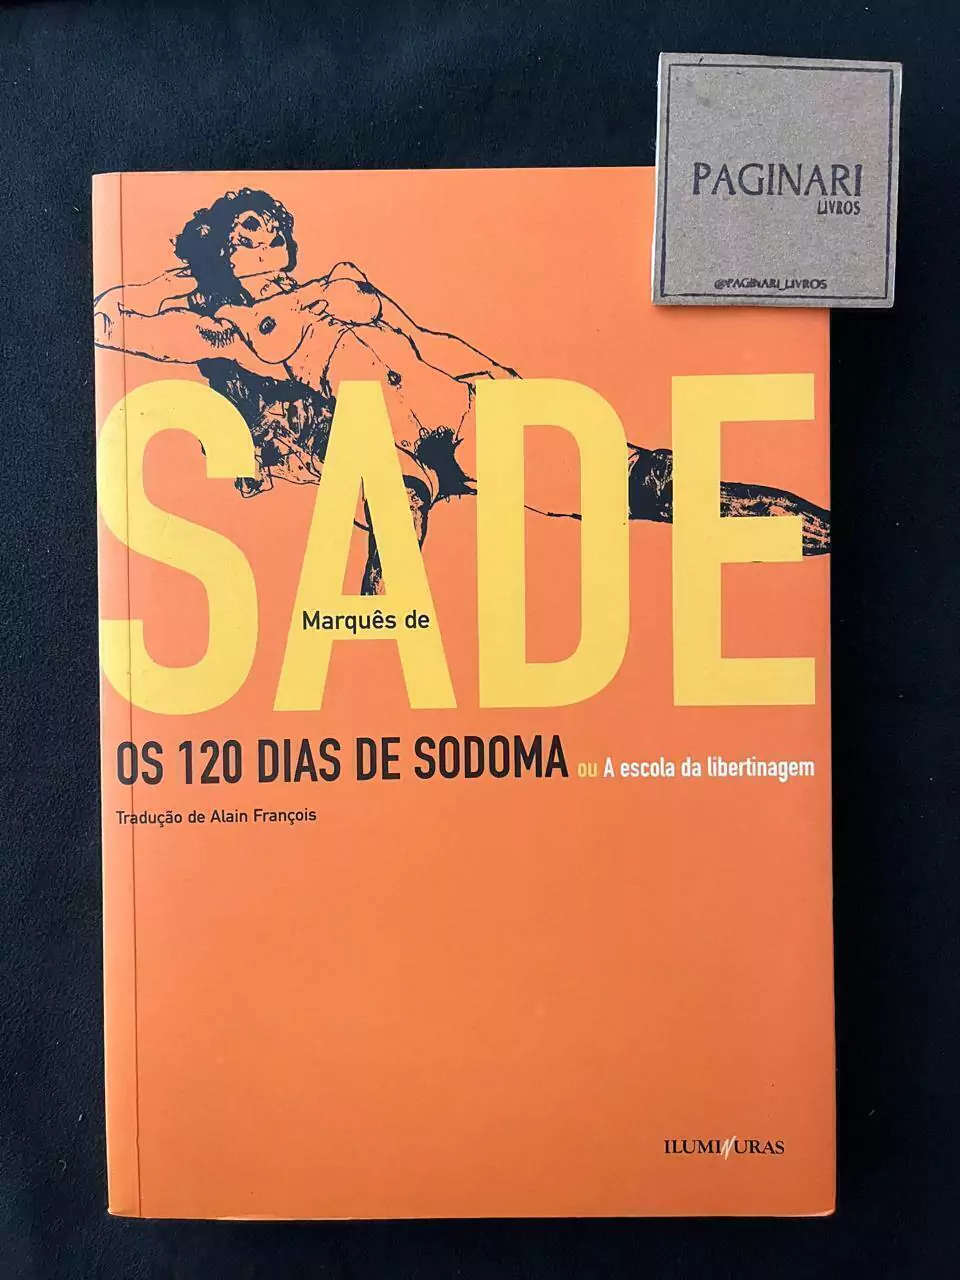 PAGINARI
LIVROS
@PAGINARI_LIVROS
SADE
Marquês de
OS 120 DIAS DE SODOMA ou A escola da libertinagem
Tradução de Alain François
ILUMINURAS